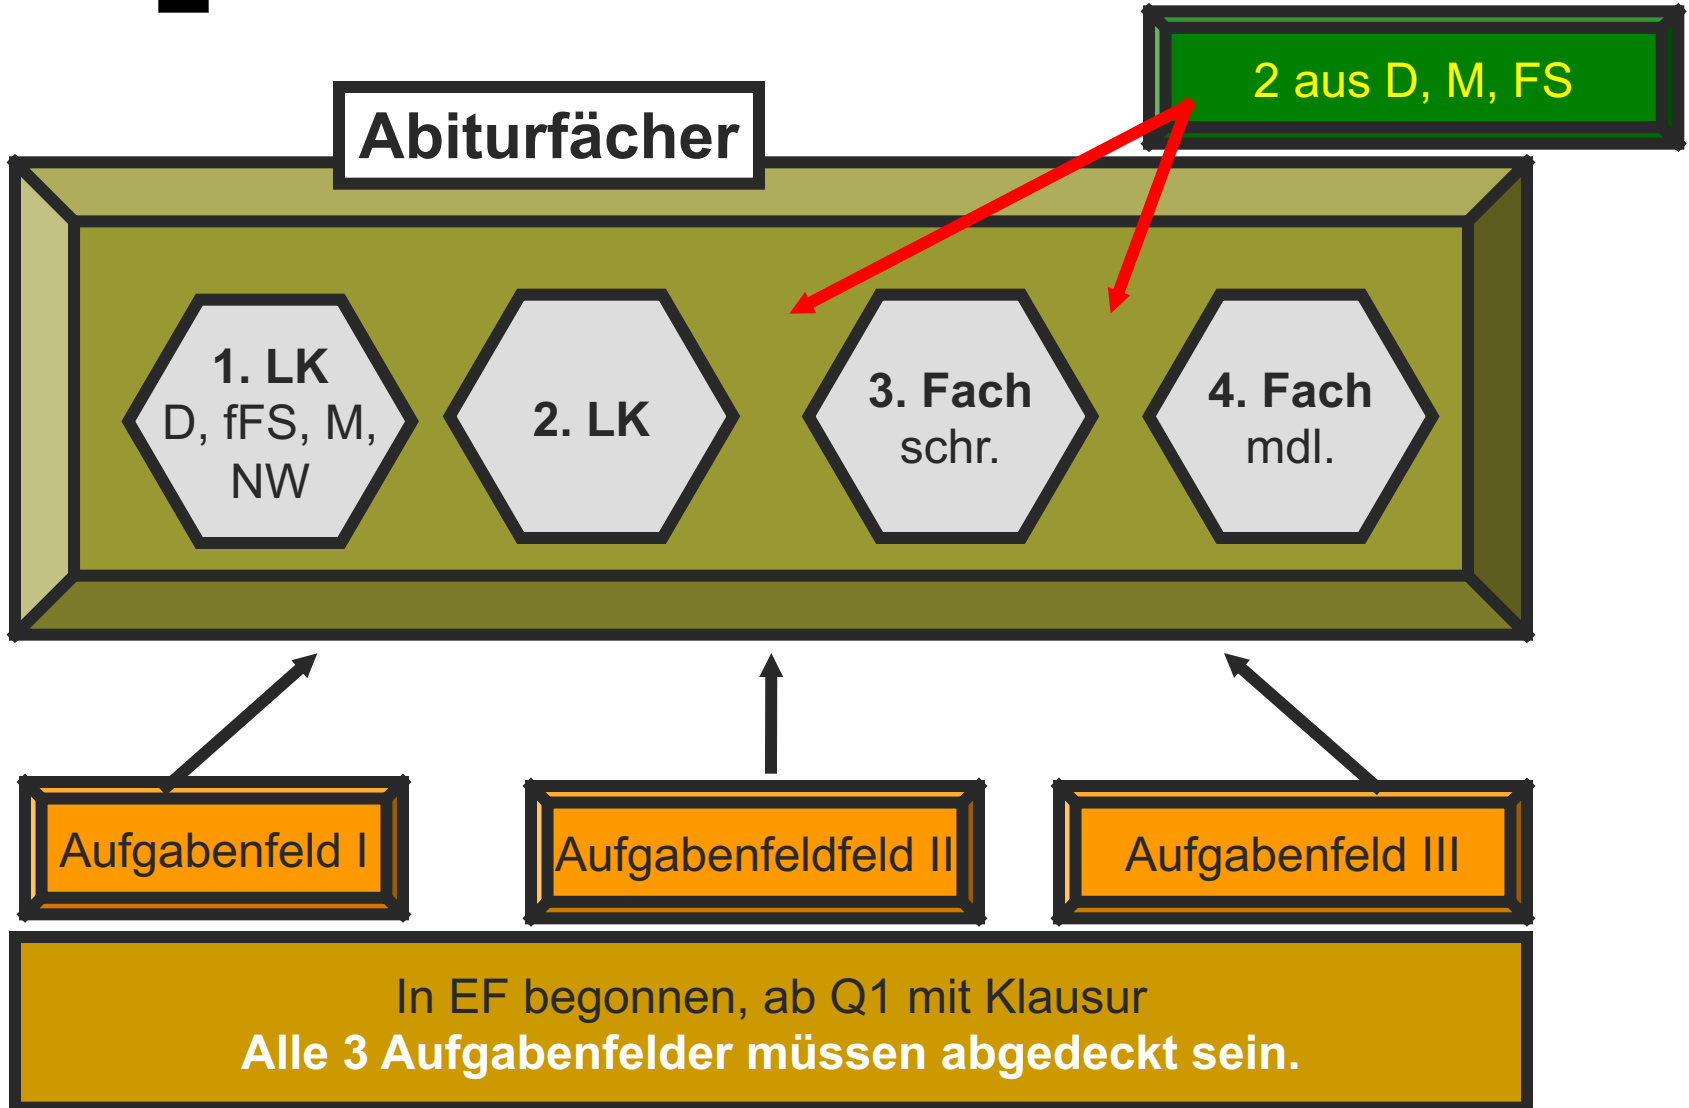 2 aus D, M, FS
Abiturfächer
1. LK
D, fFS, M,
NW
2. LK
3. Fach
schr.
4. Fach
mdl.
Aufgabenfeld I
Aufgabenfeldfeld II
Aufgabenfeld III
In EF begonnen, ab Q1 mit Klausur
Alle 3 Aufgabenfelder müssen abgedeckt sein.